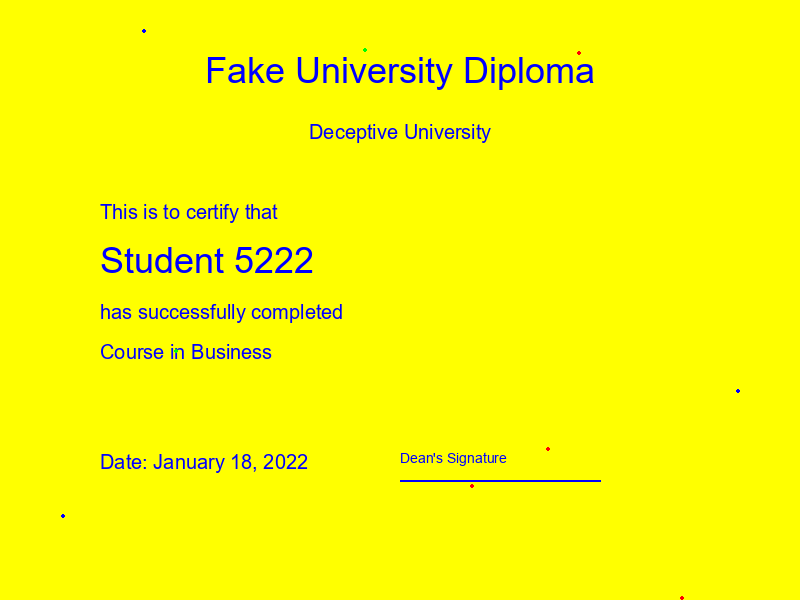 Fake University Diploma
Deceptive University
This is to certify that
Student 5222
has successfully completed
Course in Business
Date: January 18, 2022
Dean's Signature